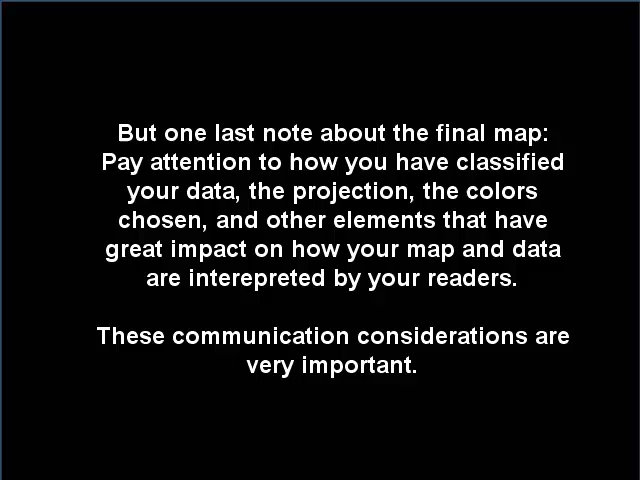 But one last note about the final map:
Pay attention to how you have classified
your data, the projection, the colors
chosen, and other elements that have
great impact on how your map and data
are interepreted by your readers.
These communication considerations are
very important.